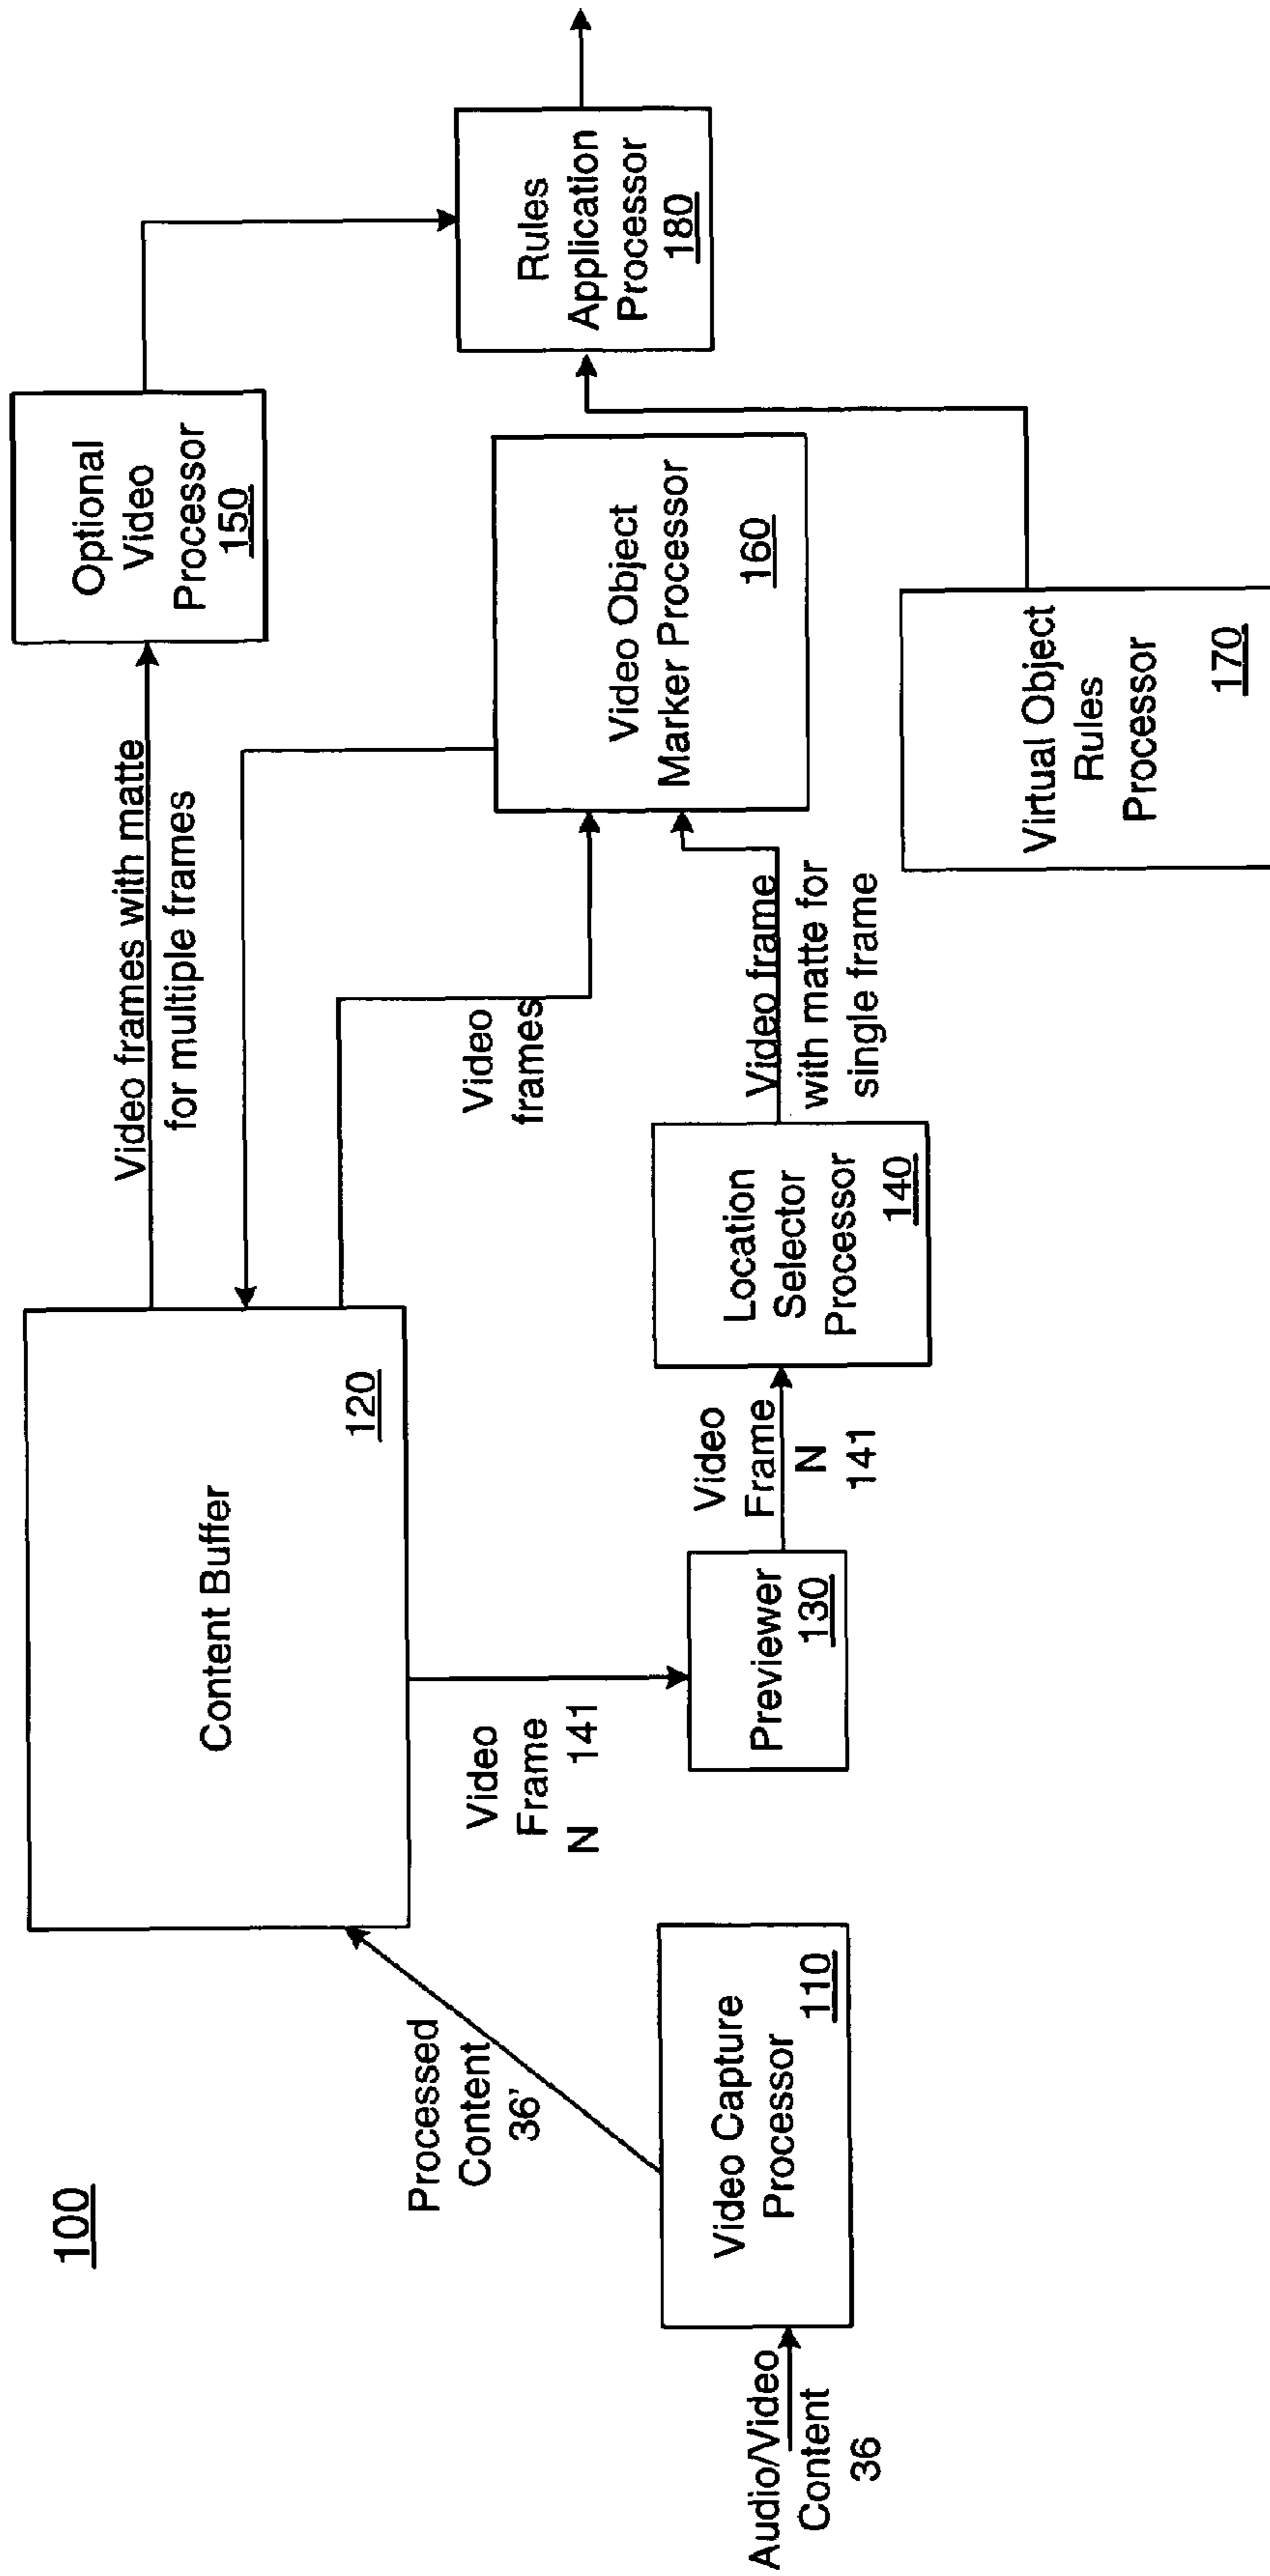 100
Audio/Video
Content
36
Video Capture
Processor
110
Processed
Content
36'
Content Buffer
120
Video
Frame
N 141
Previewer
130
Video
Frame
N
141
Location
Selector
Processor
140
Video frames with matte
for multiple frames
Video
frames
Video frame
with matte for
single frame
Optional
Video
Processor
150
Video Object
Marker Processor
160
Virtual Object
Rules
Processor
170
Rules
Application
Processor
180